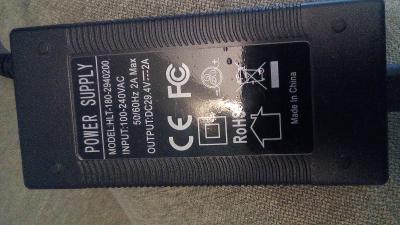 POWER SUPPLY
MODEL:HLT-180-2940200
INPUT:100-240VAC
50/60Hz 2A Max
OUTPUT:DC29.4V⎓2A
CE FC
RoHS
Made In China